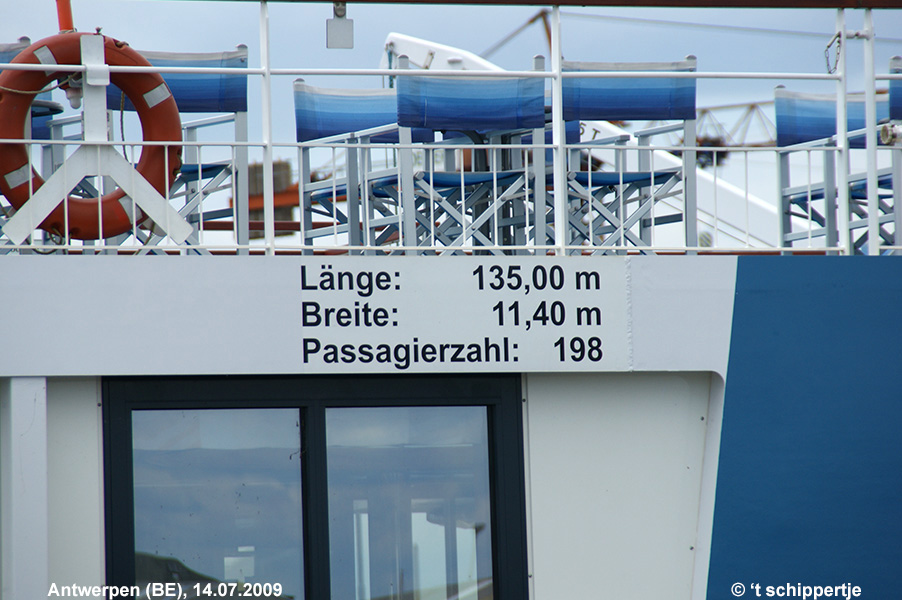 Länge: 135,00 m
Breite: 11,40 m
Passagierzahl: 198
Antwerpen (BE), 14.07.2009
© 't schippertje